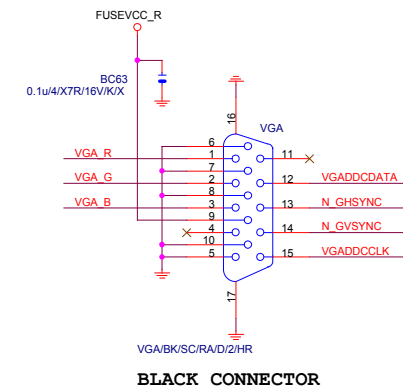 FUSEVCC_R
BC63
0.1u/4/X7R/16V/K/X
16
VGA
6
VGA_R
1
11
7
VGA_G
2
12
VGADDCDATA
8
VGA_B
3
13
N_GHSYNC
9
4
14
N_GVSYNC
10
5
15
VGADDCCLK
17
VGA/BK/SC/RA/D/2/HR
BLACK CONNECTOR